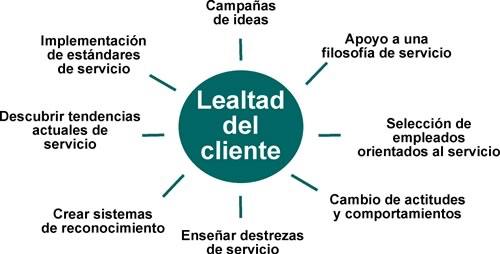 Campañas
de ideas
Apoyo a una
filosofía de servicio
Selección de
empleados
orientados al servicio
Cambio de actitudes
y comportamientos
Enseñar destrezas
de servicio
Crear sistemas
de reconocimiento
Descubrir tendencias
actuales de
servicio
Implementación
de estándares
de servicio
Lealtad
del
cliente